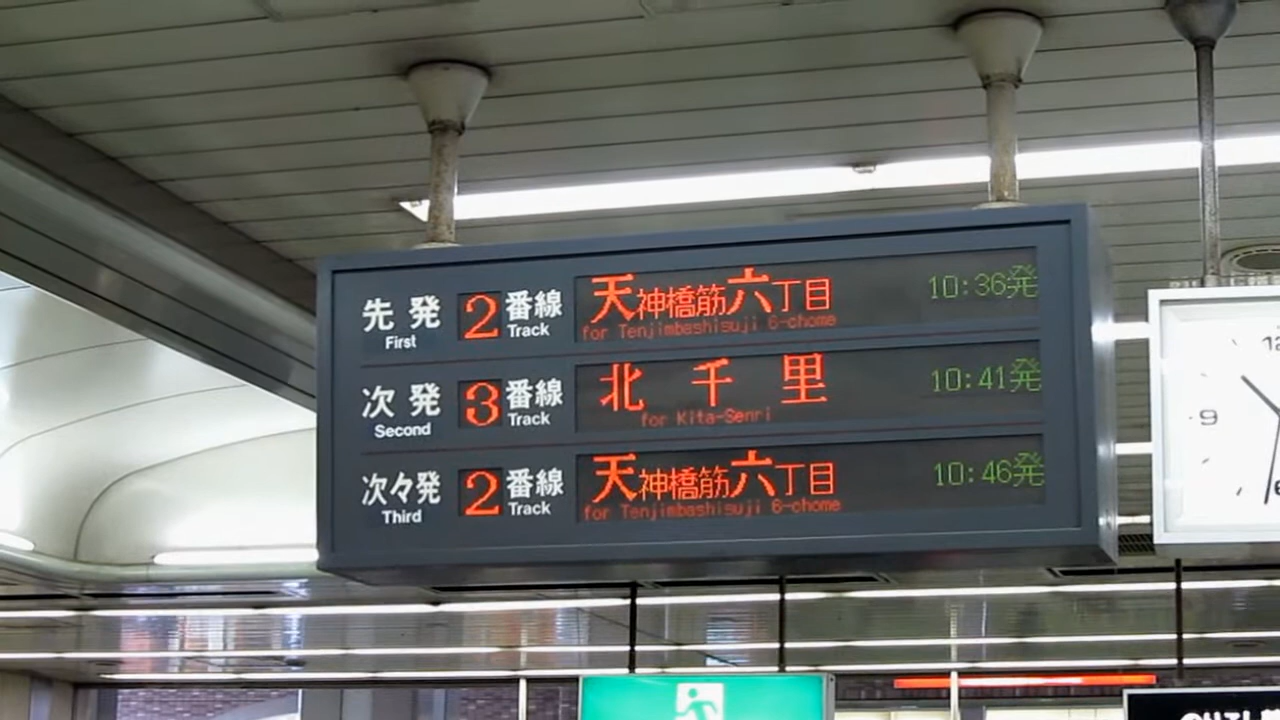 先発 2 番線 天神橋筋六丁目 10:36発
First Track for Tenjimbashisuji 6-chome
次発 3 番線 北千里 10:41発
Second Track for Kita-Senri
次々発 2 番線 天神橋筋六丁目 10:46発
Third Track for Tenjimbashisuji 6-chome
12
9
6